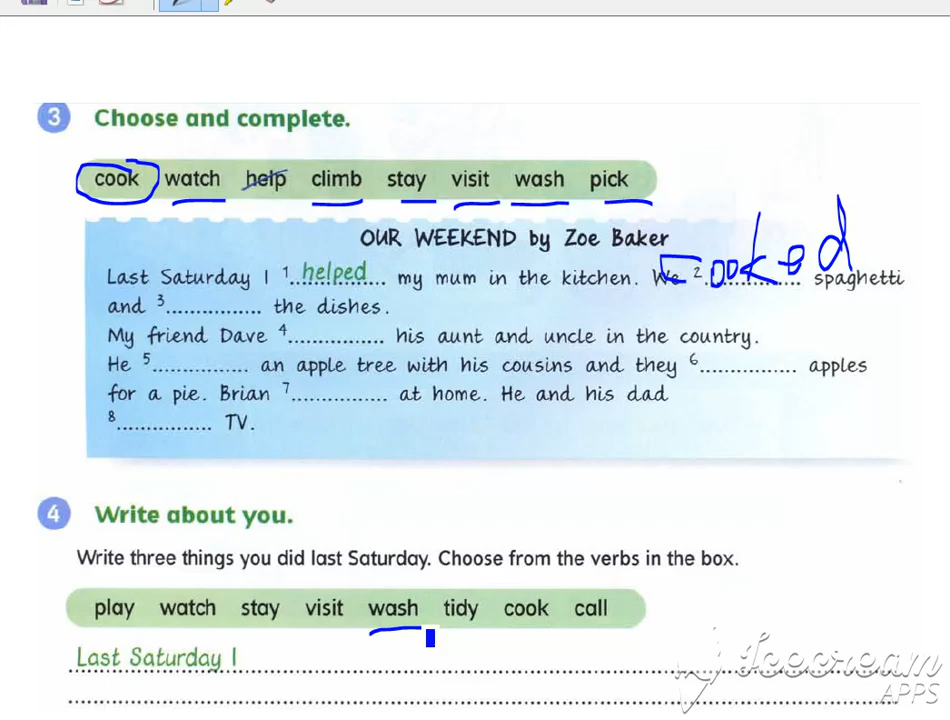 3 Choose and complete.
cook watch help climb stay visit wash pick
OUR WEEKEND by Zoe Baker
Last Saturday I ¹ helped my mum in the kitchen. We ² cooked spaghetti
and ³................ the dishes.
My friend Dave ⁴................ his aunt and uncle in the country.
He ⁵................ an apple tree with his cousins and they ⁶................ apples
for a pie. Brian ⁷................ at home. He and his dad
⁸................ TV.
4 Write about you.
Write three things you did last Saturday. Choose from the verbs in the box.
play watch stay visit wash tidy cook call
Last Saturday I
Icecream
APPS